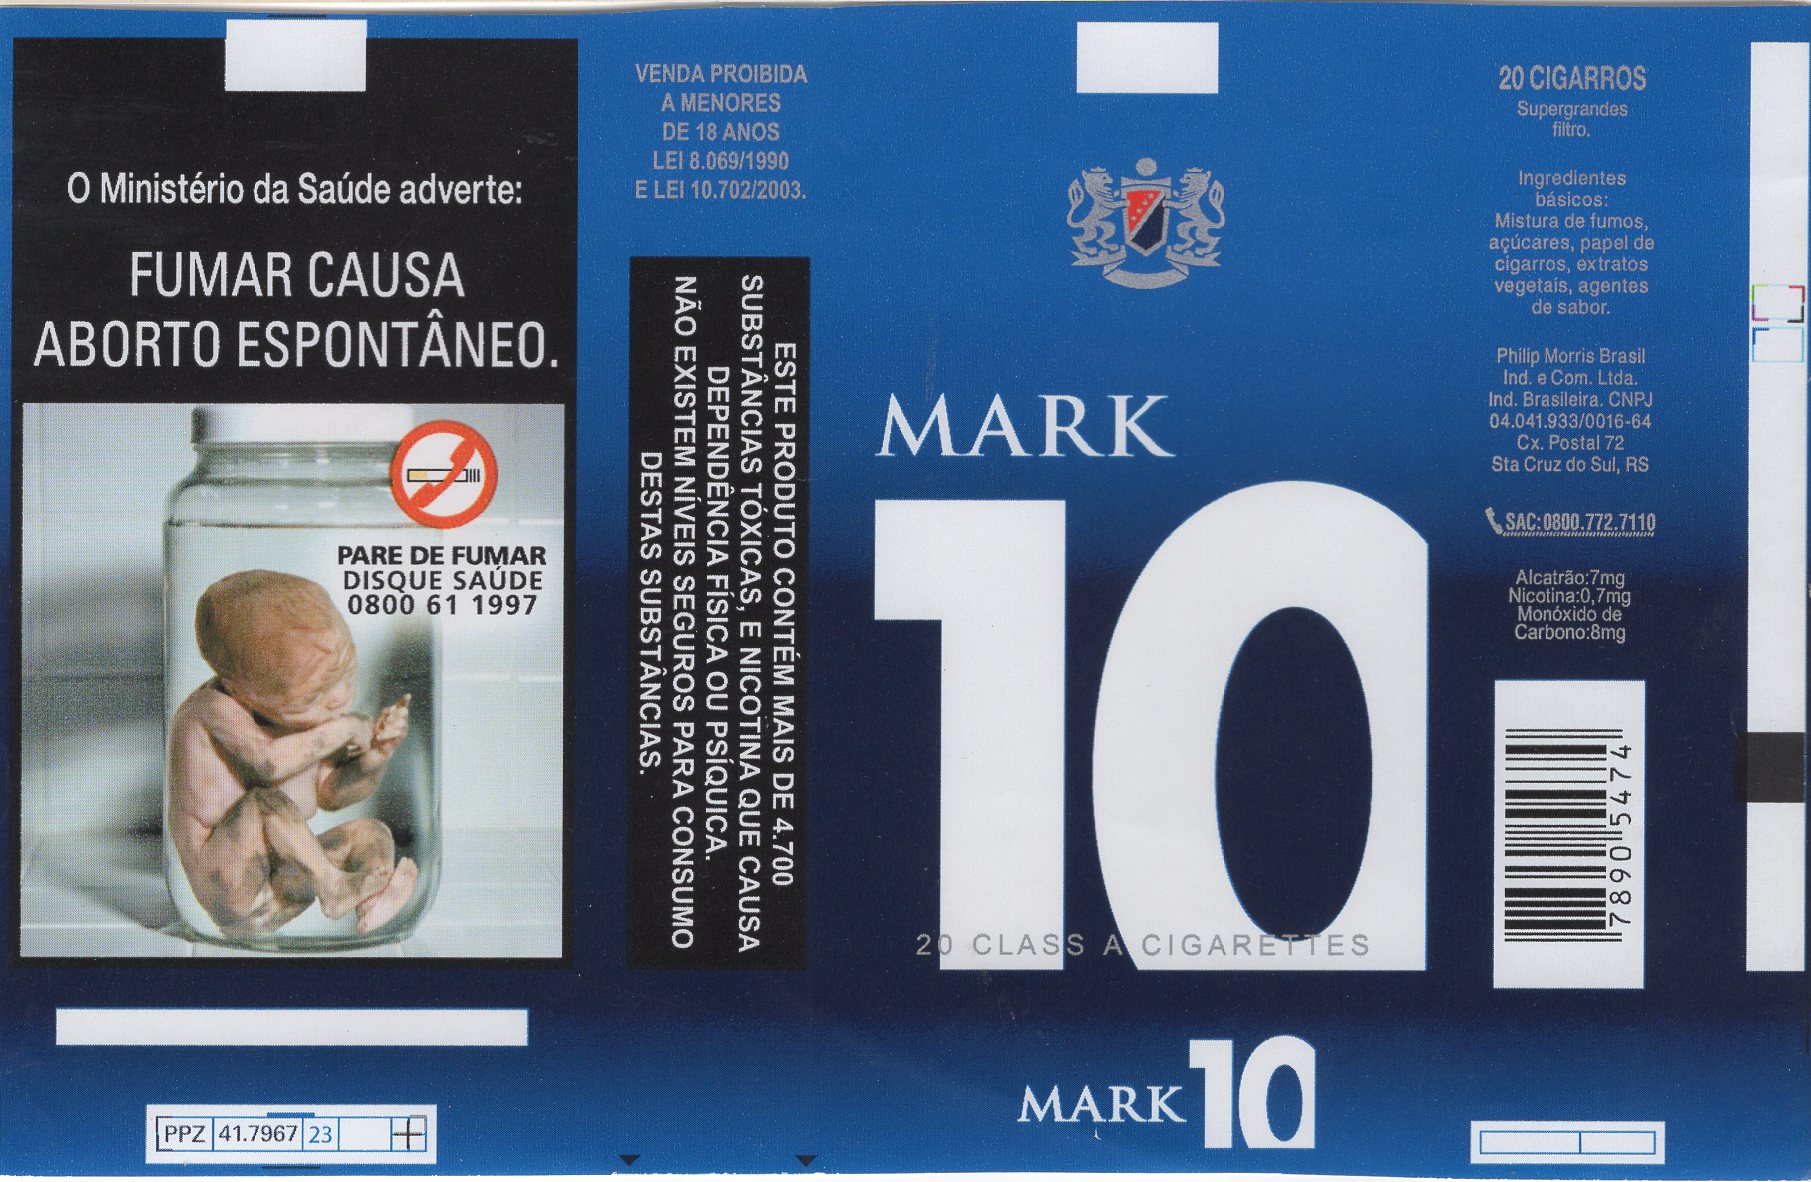 O Ministério da Saúde adverte:
FUMAR CAUSA
ABORTO ESPONTÂNEO.
PARE DE FUMAR
DISQUE SAÚDE
0800 61 1997
PPZ 41.7967 23
VENDA PROIBIDA
A MENORES
DE 18 ANOS
LEI 8.069/1990
E LEI 10.702/2003.
ESTE PRODUTO CONTÉM MAIS DE 4.700
SUBSTÂNCIAS TÓXICAS, E NICOTINA QUE CAUSA
DEPENDÊNCIA FÍSICA OU PSÍQUICA.
NÃO EXISTEM NÍVEIS SEGUROS PARA CONSUMO
DESTAS SUBSTÂNCIAS.
MARK
10
20 CLASS A CIGARETTES
MARK 10
20 CIGARROS
Supergrandes
filtro.
Ingredientes
básicos:
Mistura de fumos,
açúcares, papel de
cigarros, extratos
vegetais, agentes
de sabor.
Philip Morris Brasil
Ind. e Com. Ltda.
Ind. Brasileira. CNPJ
04.041.933/0016-64
Cx. Postal 72
Sta Cruz do Sul, RS
SAC:0800.772.7110
Alcatrão:7mg
Nicotina:0,7mg
Monóxido de
Carbono:8mg
78905474